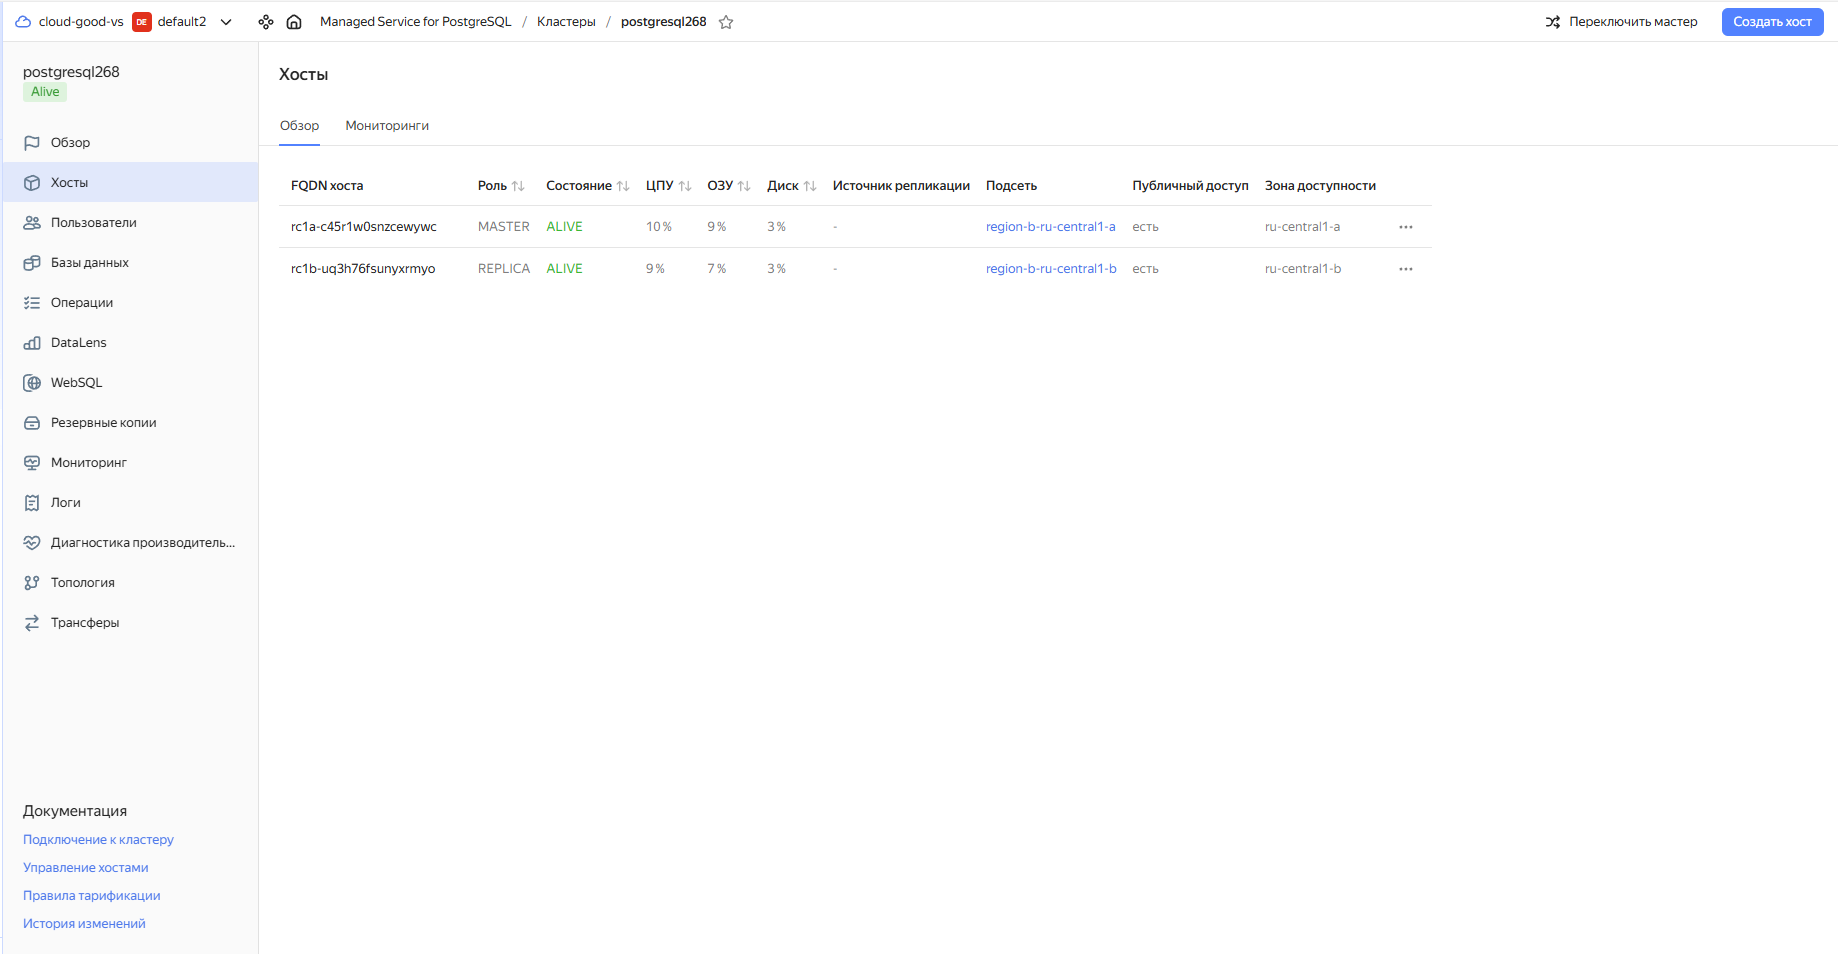 cloud-good-vs DE default2 Managed Service for PostgreSQL / Кластеры / postgresql268 Переключить мастер Создать хост
postgresql268
Alive
Обзор
Хосты
Пользователи
Базы данных
Операции
DataLens
WebSQL
Резервные копии
Мониторинг
Логи
Диагностика производитель...
Топология
Трансферы
Документация
Подключение к кластеру
Управление хостами
Правила тарификации
История изменений
Хосты
Обзор Мониторинги
FQDN хоста Роль Состояние ЦПУ ОЗУ Диск Источник репликации Подсеть Публичный доступ Зона доступности
rc1a-c45r1w0snzcewywc MASTER ALIVE 10 % 9 % 3 % - region-b-ru-central1-a есть ru-central1-a
rc1b-uq3h76fsunyxrmyo REPLICA ALIVE 9 % 7 % 3 % - region-b-ru-central1-b есть ru-central1-b